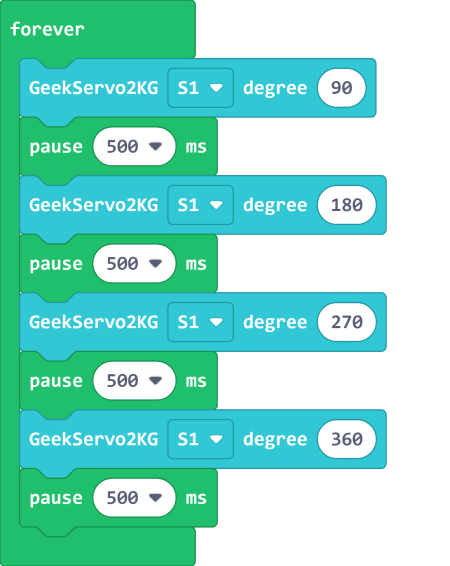 forever
GeekServo2KG S1 degree 90
pause 500 ms
GeekServo2KG S1 degree 180
pause 500 ms
GeekServo2KG S1 degree 270
pause 500 ms
GeekServo2KG S1 degree 360
pause 500 ms